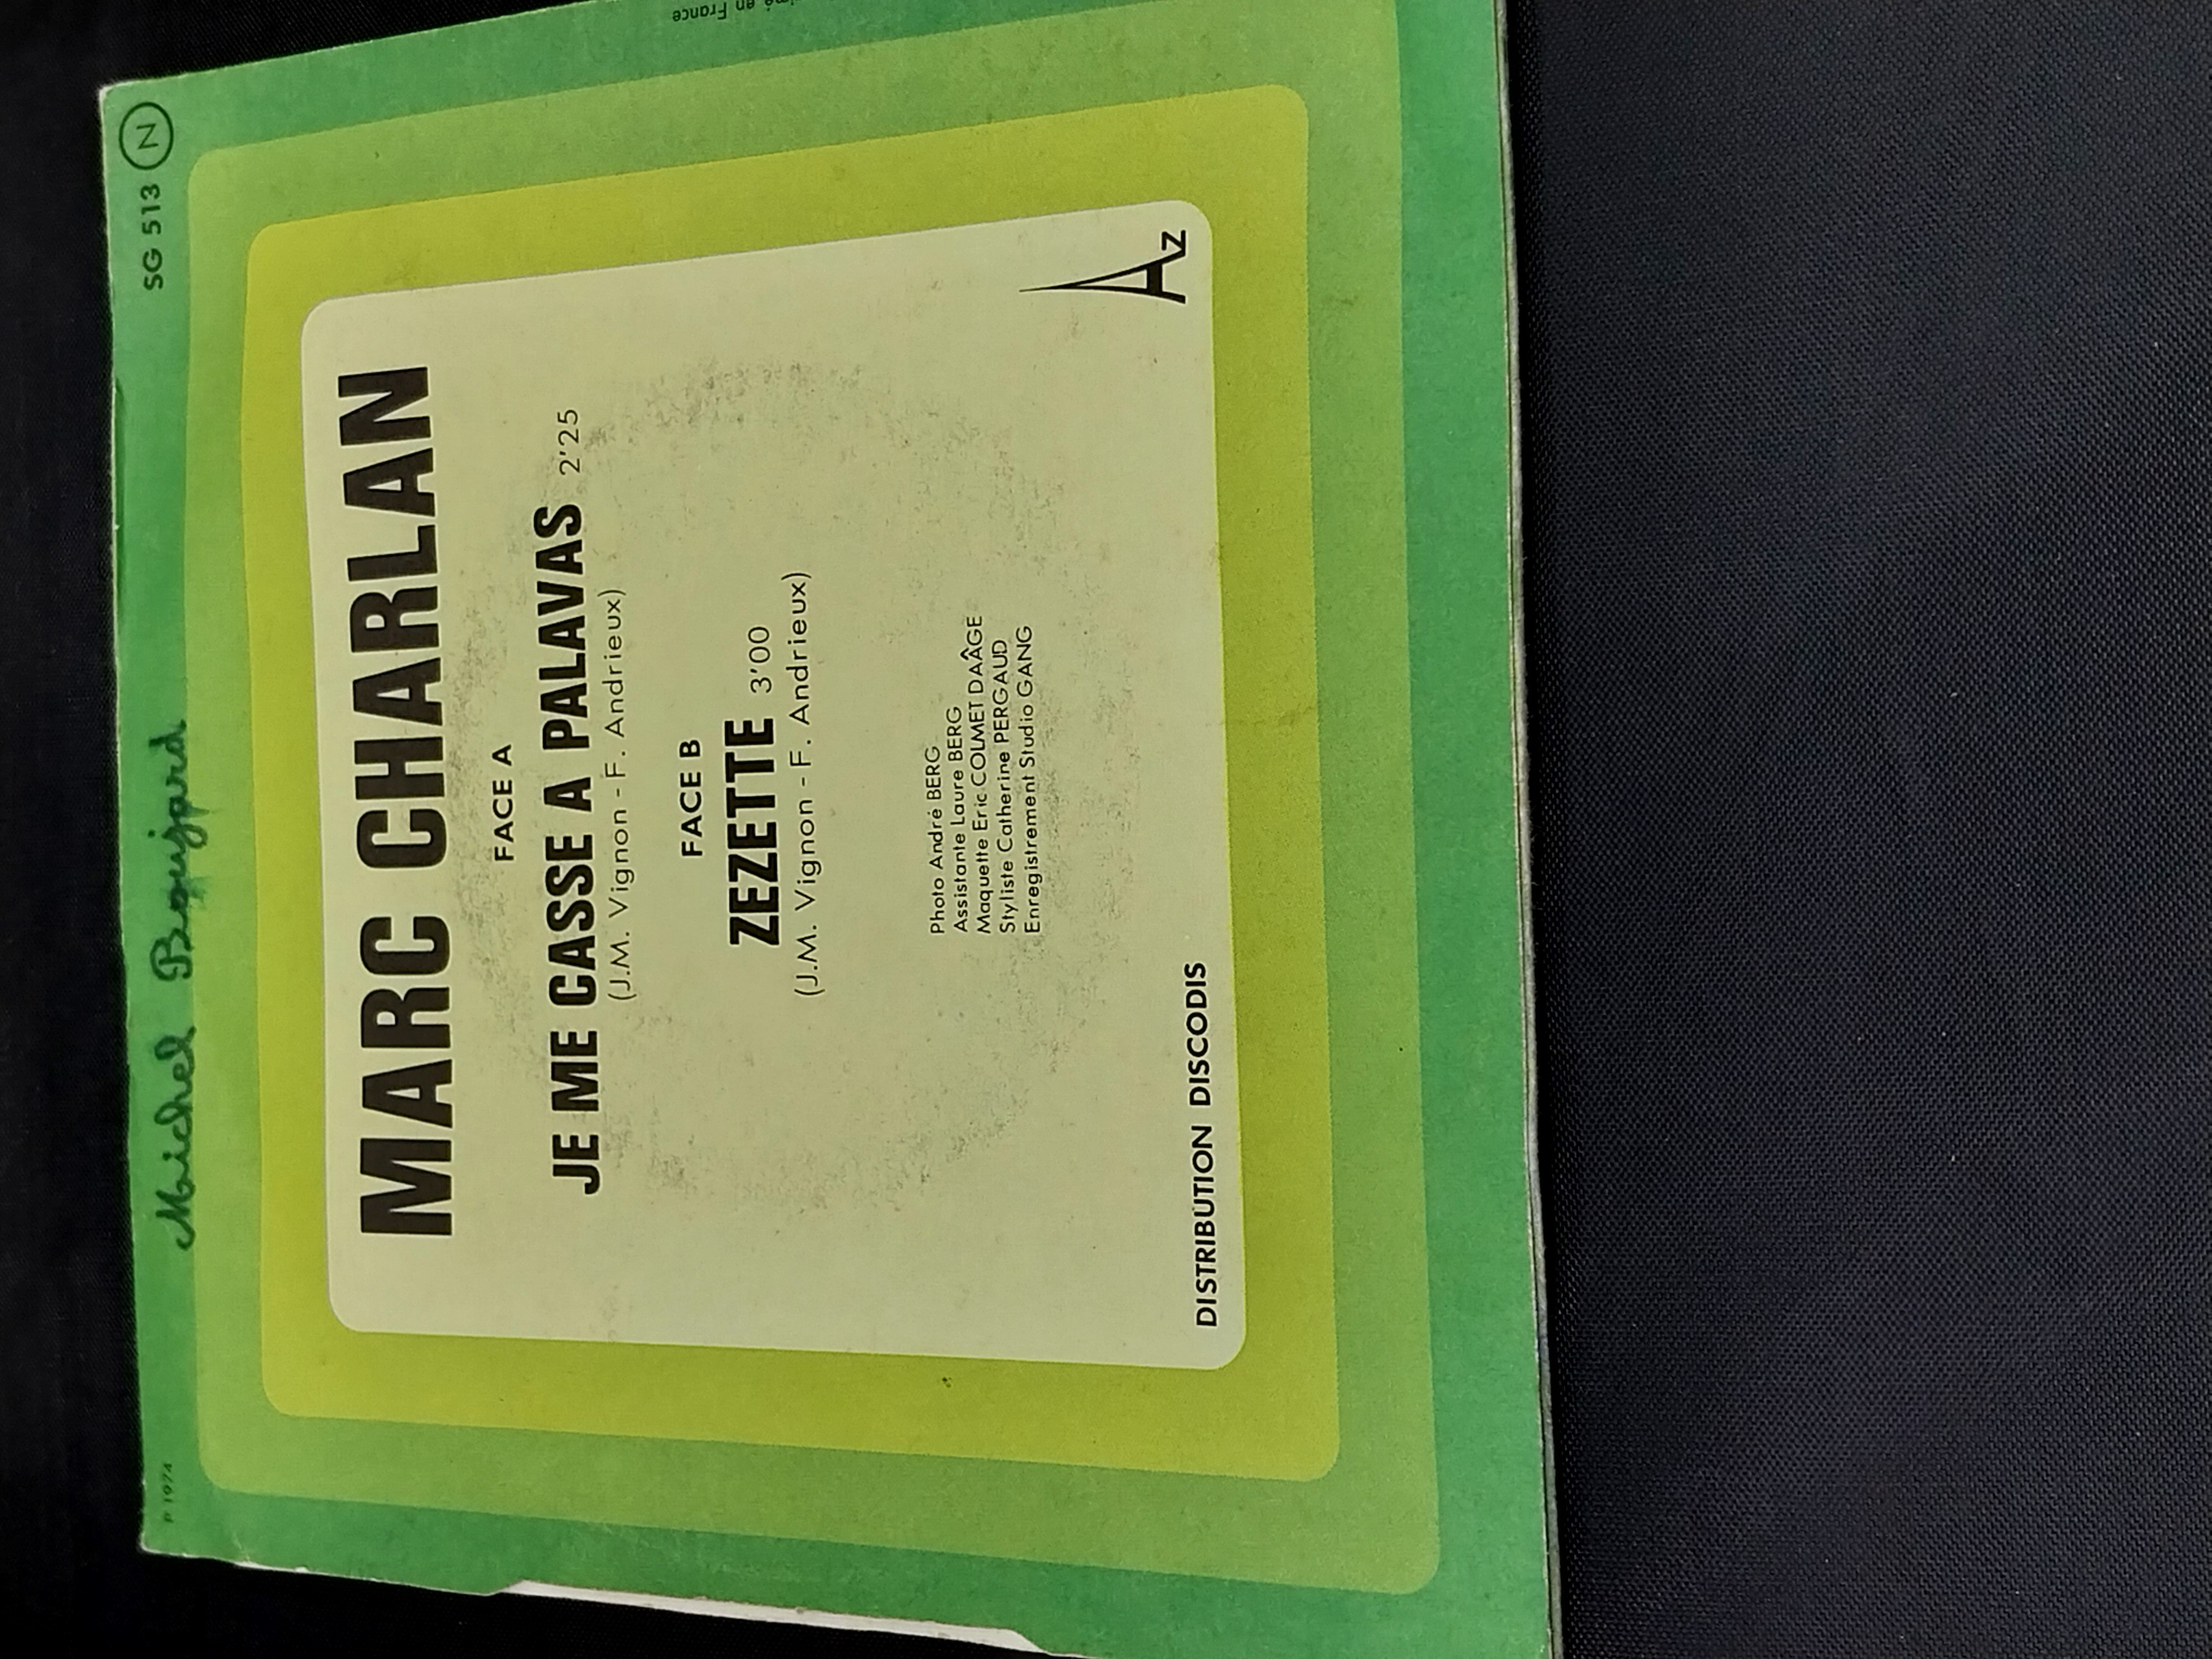 P 1974
Michel
SG 513 N
MARC CHARLAN
FACE A
JE ME CASSE A PALAVAS 2'25
(J.M. Vignon - F. Andrieux)
FACE B
ZEZETTE 3'00
(J.M. Vignon - F. Andrieux)
Photo André BERG
Assistante Laure BERG
Maquette Eric COLMET DAÂGE
Styliste Catherine PERGAUD
Enregistrement Studio GANG
DISTRIBUTION DISCODIS
AZ
en France